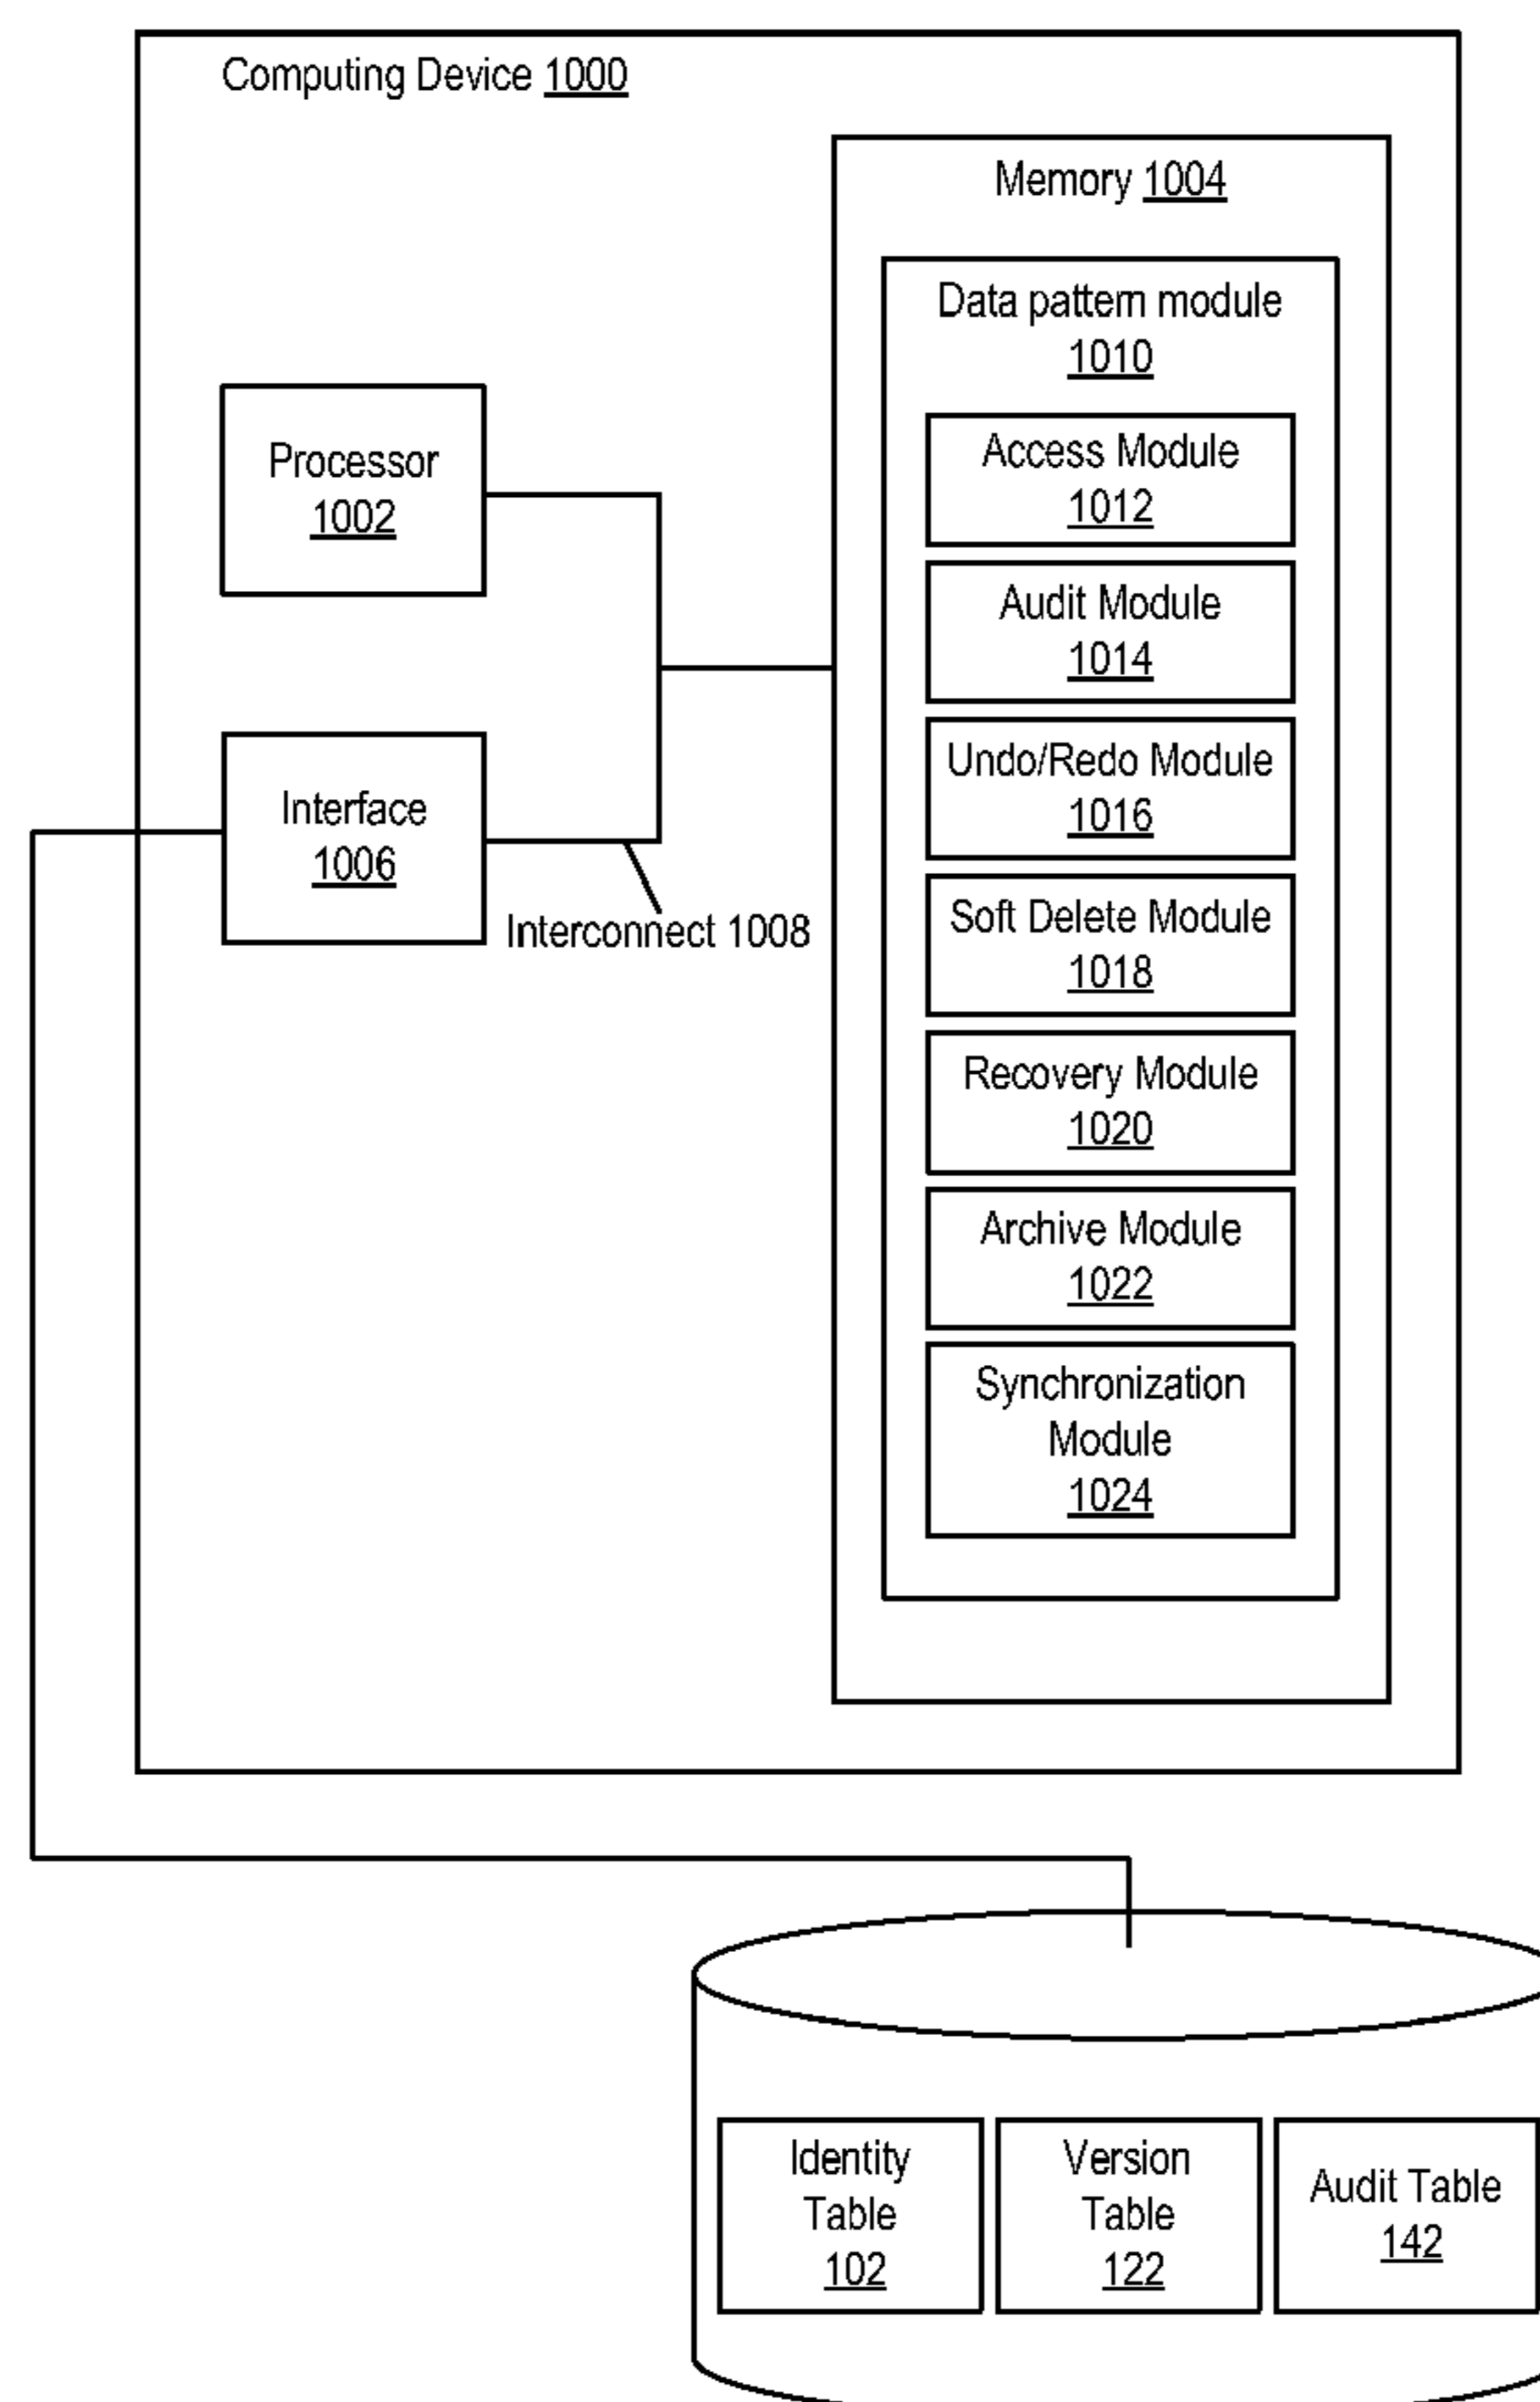 Computing Device 1000
Memory 1004
Data pattern module
1010
Access Module
1012
Audit Module
1014
Undo/Redo Module
1016
Soft Delete Module
1018
Recovery Module
1020
Archive Module
1022
Synchronization
Module
1024
Processor
1002
Interface
1006
Interconnect 1008
Identity
Table
102
Version
Table
122
Audit Table
142